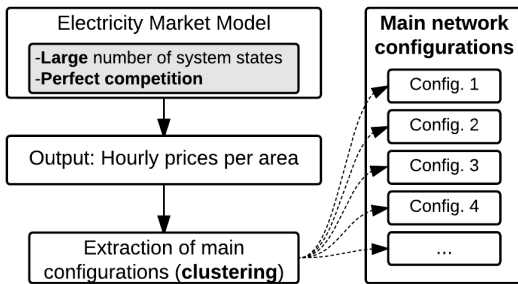 Electricity Market Model
-Large number of system states
-Perfect competition
Output: Hourly prices per area
Extraction of main
configurations (clustering)
Main network
configurations
Config. 1
Config. 2
Config. 3
Config. 4
...